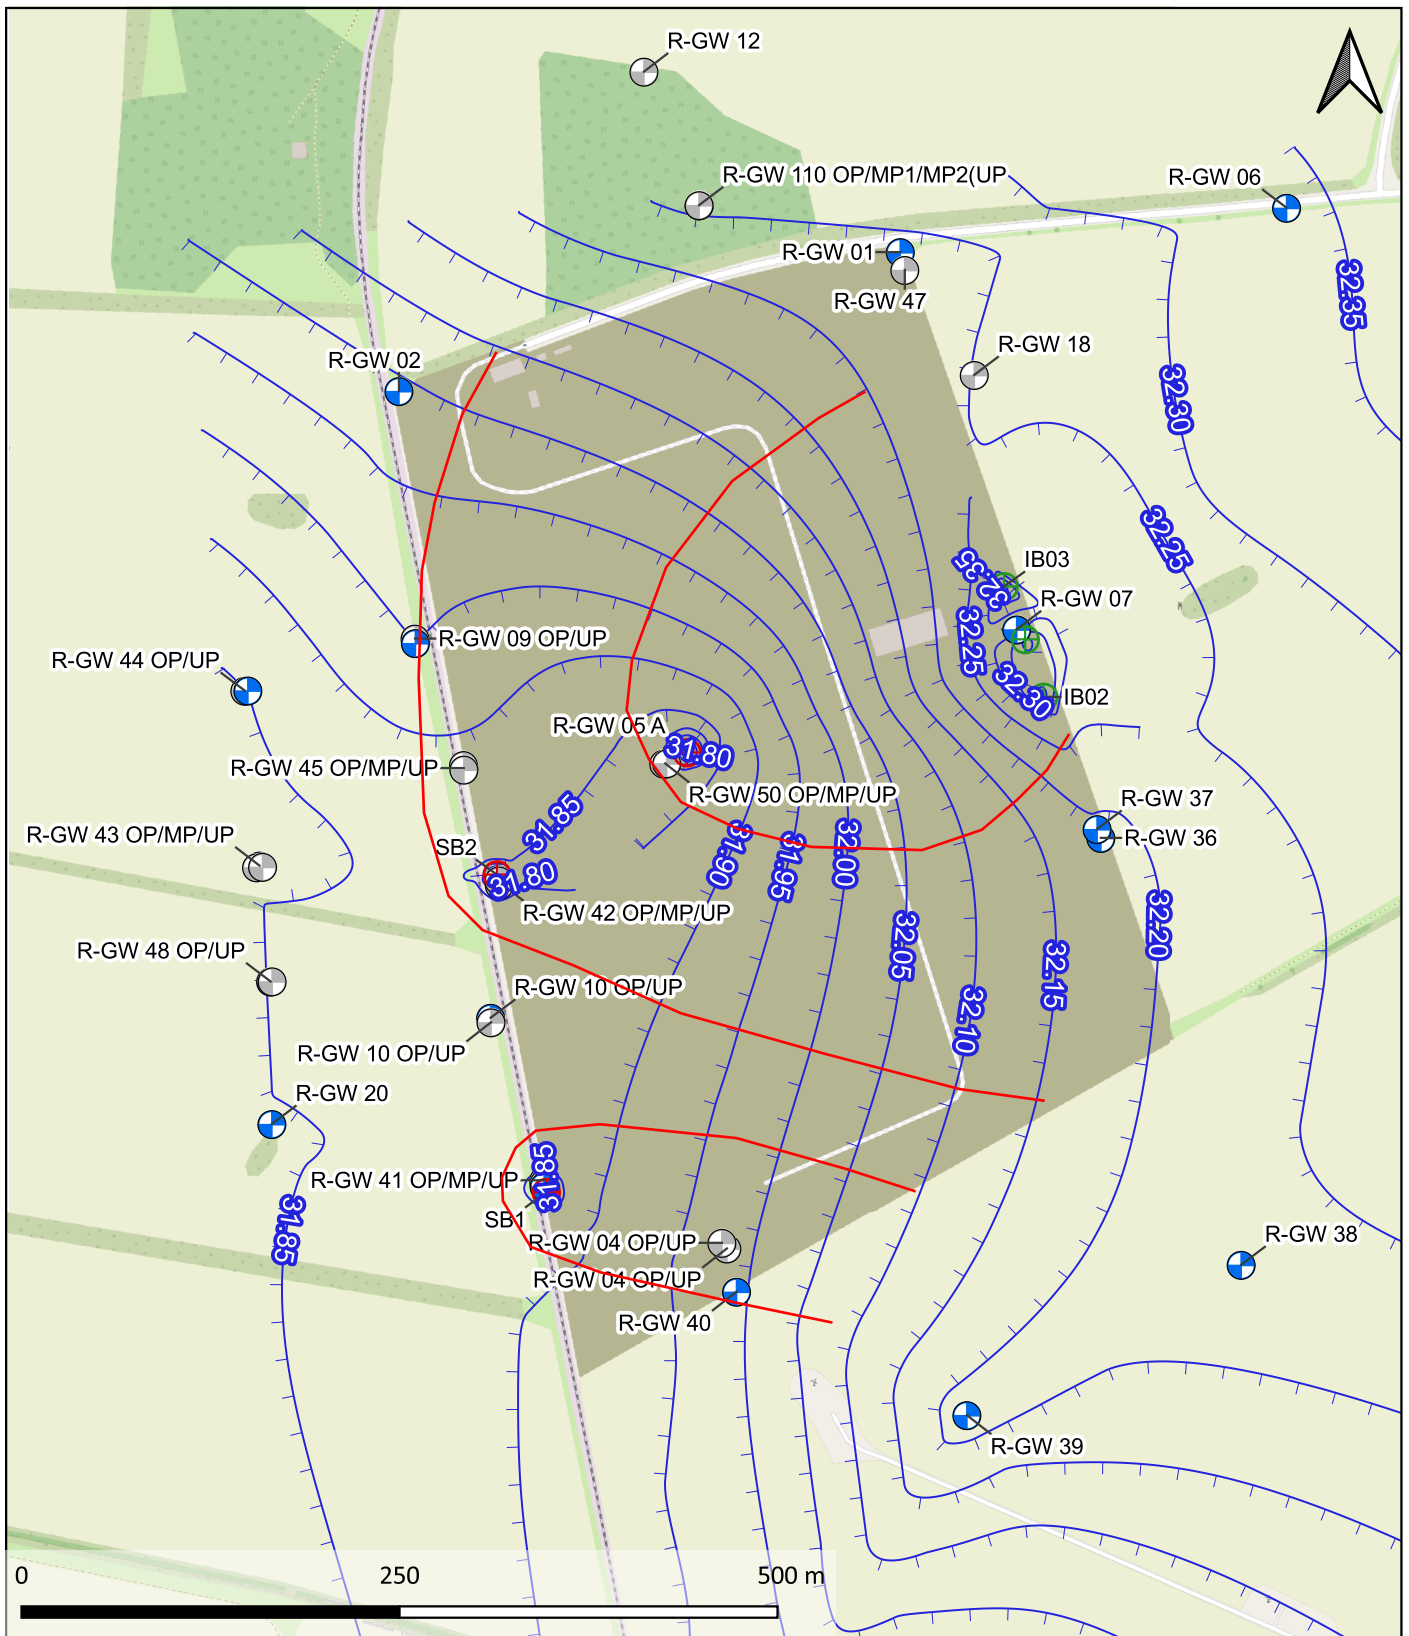 R-GW 12
R-GW 110 OP/MP1/MP2(UP
R-GW 06
R-GW 01
32.35
R-GW 47
R-GW 18
R-GW 02
32.30
32.25
IB03
32.35
R-GW 07
R-GW 09 OP/UP
32.25
R-GW 44 OP/UP
32.30
IB02
R-GW 05 A
31.80
R-GW 45 OP/MP/UP
R-GW 50 OP/MP/UP
R-GW 37
31.85
R-GW 43 OP/MP/UP
R-GW 36
SB2
31.90
31.95
32.00
31.80
R-GW 42 OP/MP/UP
32.20
R-GW 48 OP/UP
32.05
32.15
R-GW 10 OP/UP
32.10
R-GW 10 OP/UP
R-GW 20
R-GW 41 OP/MP/UP
31.85
SB1
31.85
R-GW 04 OP/UP
R-GW 38
R-GW 04 OP/UP
R-GW 40
R-GW 39
0
250
500 m